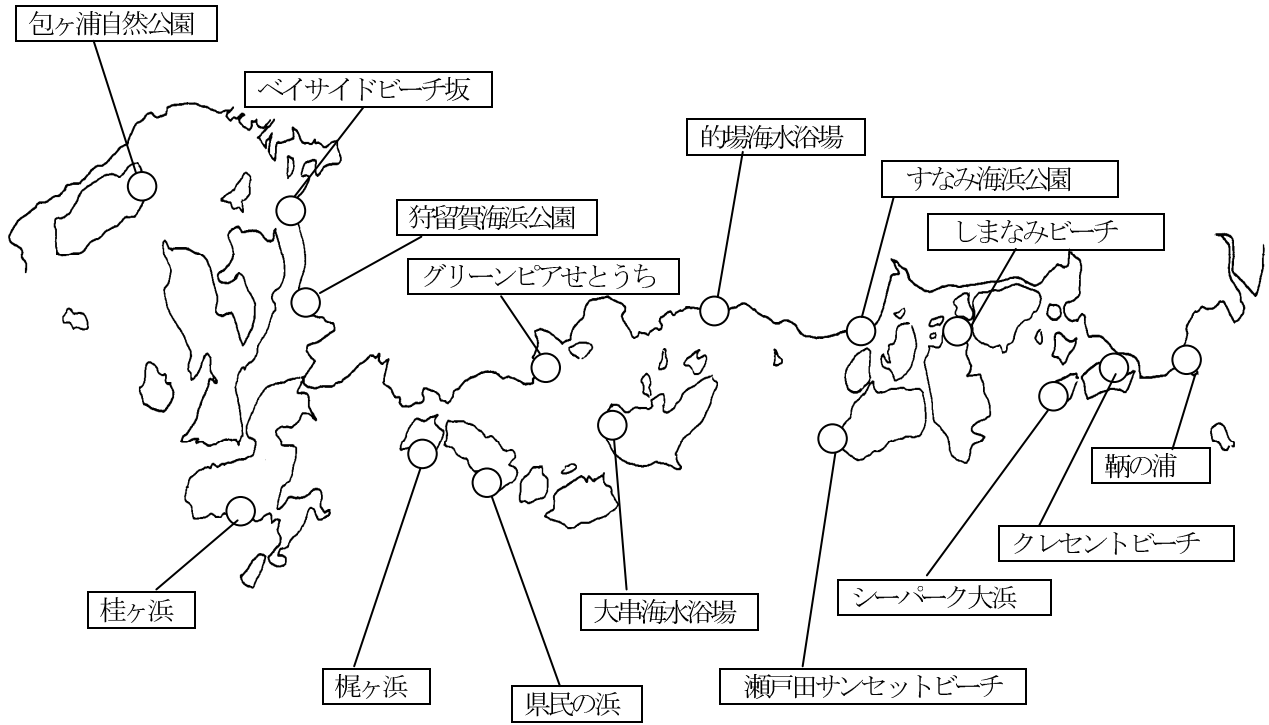 包ヶ浦自然公園
ベイサイドビーチ坂
的場海水浴場
すなみ海浜公園
狩留賀海浜公園
しまなみビーチ
グリーンピアせとうち
鞆の浦
クレセントビーチ
シーパーク大浜
桂ヶ浜
大串海水浴場
梶ヶ浜
瀬戸田サンセットビーチ
県民の浜